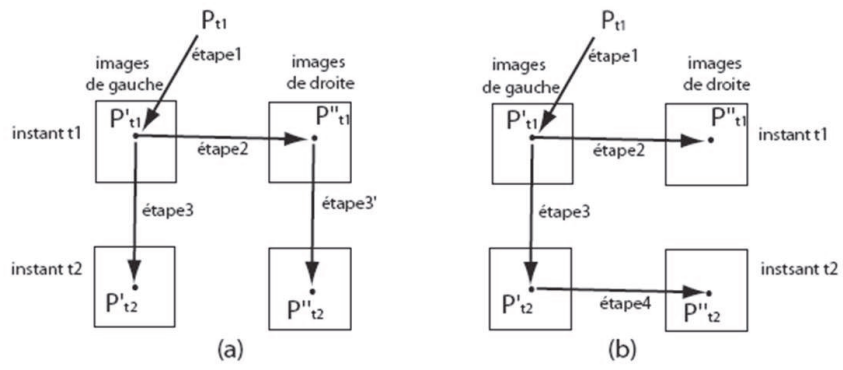 Pt1
étape1
images
de gauche
images
de droite
instant t1
P't1
P''t1
étape2
étape3
étape3'
instant t2
P't2
P''t2
(a)
Pt1
étape1
images
de gauche
images
de droite
P't1
P''t1
instant t1
étape2
étape3
instsant t2
P't2
étape4
P''t2
(b)